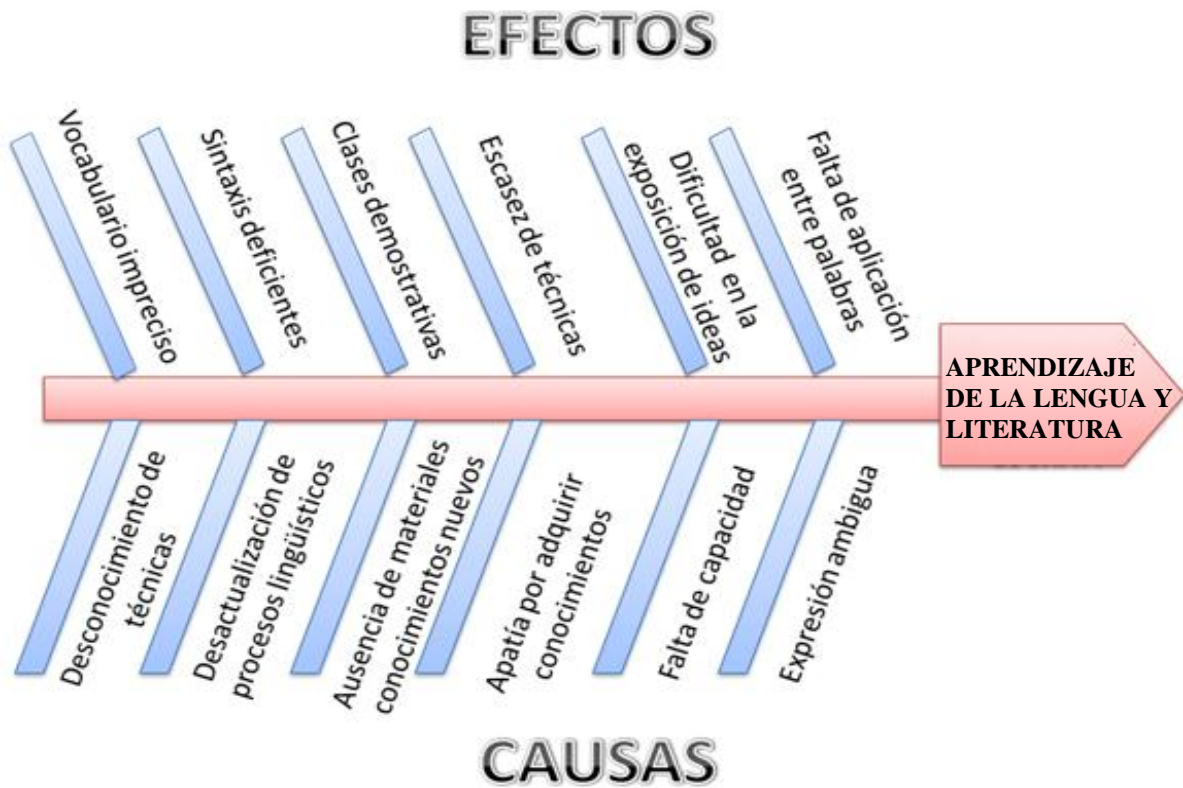 EFECTOS
Vocabulario impreciso
Sintaxis deficientes
Clases demostrativas
Escasez de técnicas
Dificultad en la
exposición de ideas
Falta de aplicación
entre palabras
APRENDIZAJE
DE LA LENGUA Y
LITERATURA
Desconocimiento de
técnicas
Desactualización de
procesos lingüísticos
Ausencia de materiales
conocimientos nuevos
Apatía por adquirir
conocimientos
Falta de capacidad
Expresión ambigua
CAUSAS